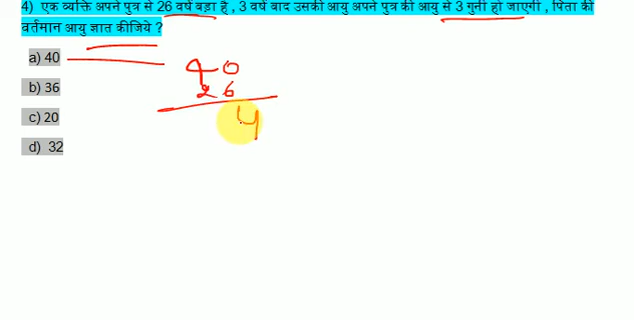 4) एक व्यक्ति अपने पुत्र से 26 वर्ष बड़ा है , 3 वर्ष बाद उसकी आयु अपने पुत्र की आयु से 3 गुनी हो जाएगी , पिता की
वर्तमान आयु ज्ञात कीजिये ?
a) 40
b) 36
c) 20
d) 32
40
26
4